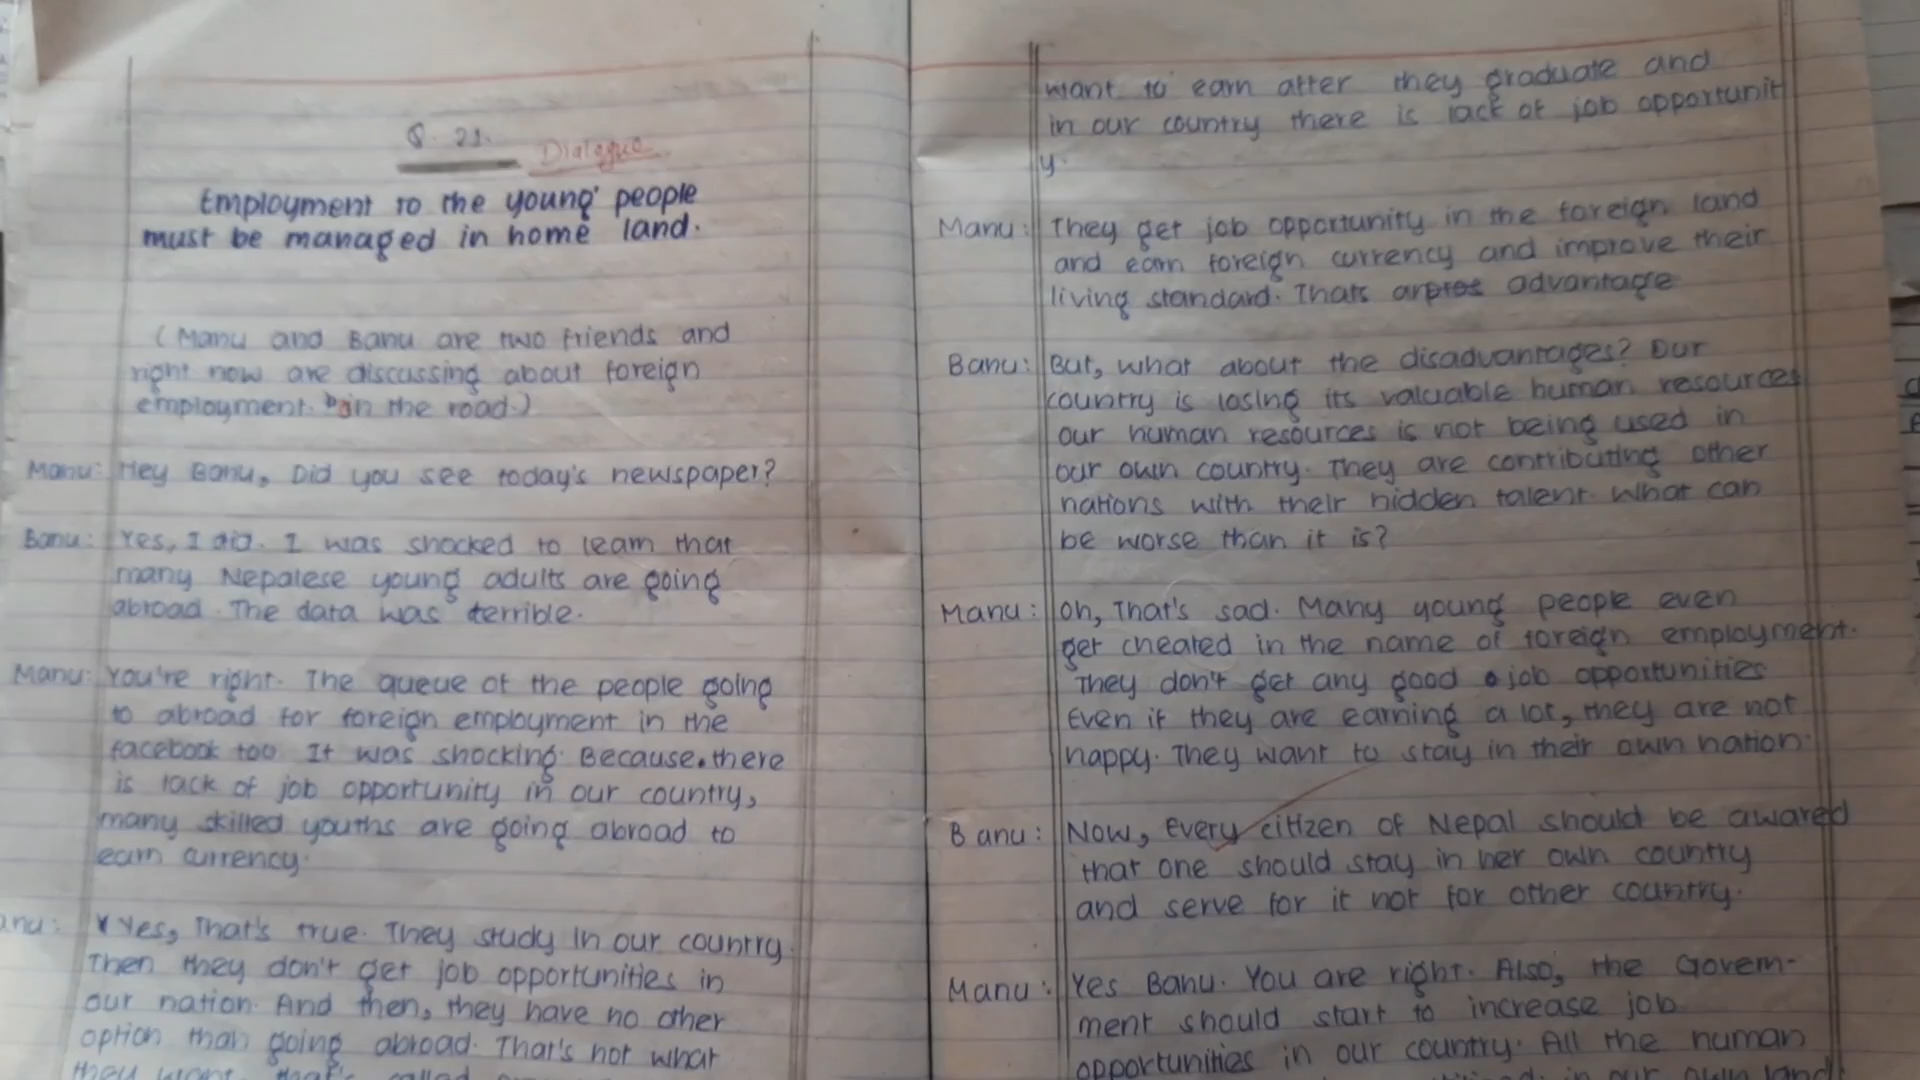 Q. 21.
Dialogue
Employment to the young people
must be managed in home land.
(Manu and Banu are two friends and
right now are discussing about foreign
employment. in the road.)
Manu: Hey Banu, Did you see today's newspaper?
Banu: Yes, I did. I was shocked to learn that
many Nepalese young adults are going
abroad. The data was terrible.
Manu: You're right. The queue of the people going
to abroad for foreign employment in the
facebook too. It was shocking. Because there
is lack of job opportunity in our country,
many skilled youths are going abroad to
earn currency.
anu: Yes, That's true. They study in our country.
Then they don't get job opportunities in
our nation. And then, they have no other
option than going abroad. That's not what
they want, that's called
want to earn after they graduate and
in our country there is lack of job opportunit
y.
Manu: They get job opportunity in the foreign land
and earn foreign currency and improve their
living standard. Thats advantage
Banu: But, what about the disadvantages? Our
country is losing its valuable human resources
our human resources is not being used in
our own country. They are contributing other
nations with their hidden talent. What can
be worse than it is?
Manu: Oh, That's sad. Many young people even
get cheated in the name of foreign employment.
They don't get any good job opportunities
Even if they are earning a lot, they are not
happy. They want to stay in their own nation.
Banu: Now, Every citizen of Nepal should be awared
that one should stay in her own country
and serve for it not for other country.
Manu: Yes Banu. You are right. Also, the Govern-
ment should start to increase job
opportunities in our country. All the human
in our own land